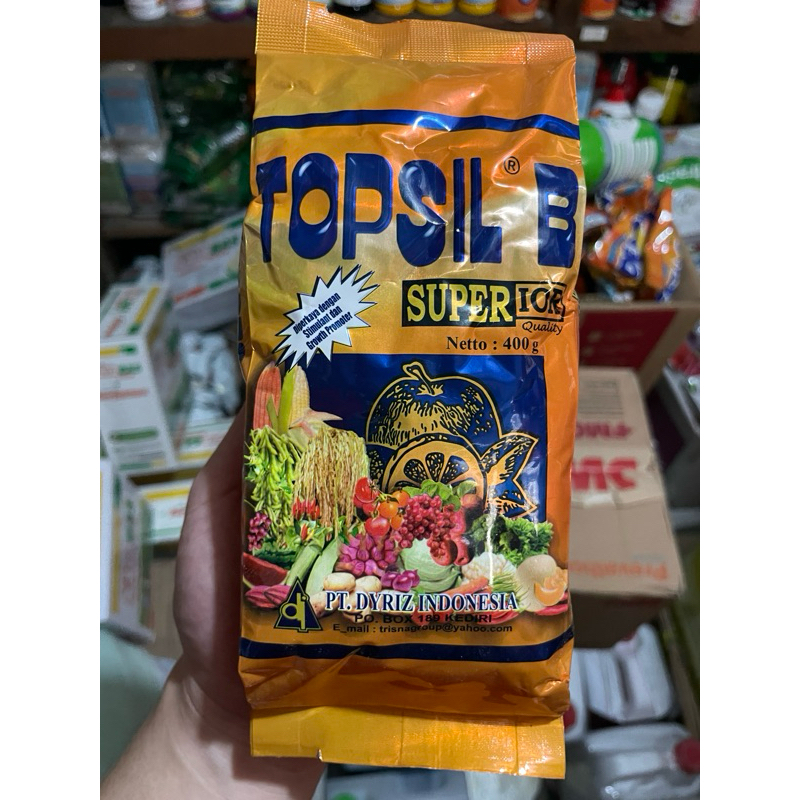 TOPSIL® B
SUPERIOR
Quality
Netto : 400 g
Diperkaya dengan
Stimulant dan
Growth Promoter
PT. DYRIZ INDONESIA
PO. BOX 189 KEDIRI
E_mail : trisnagroup@yahoo.com